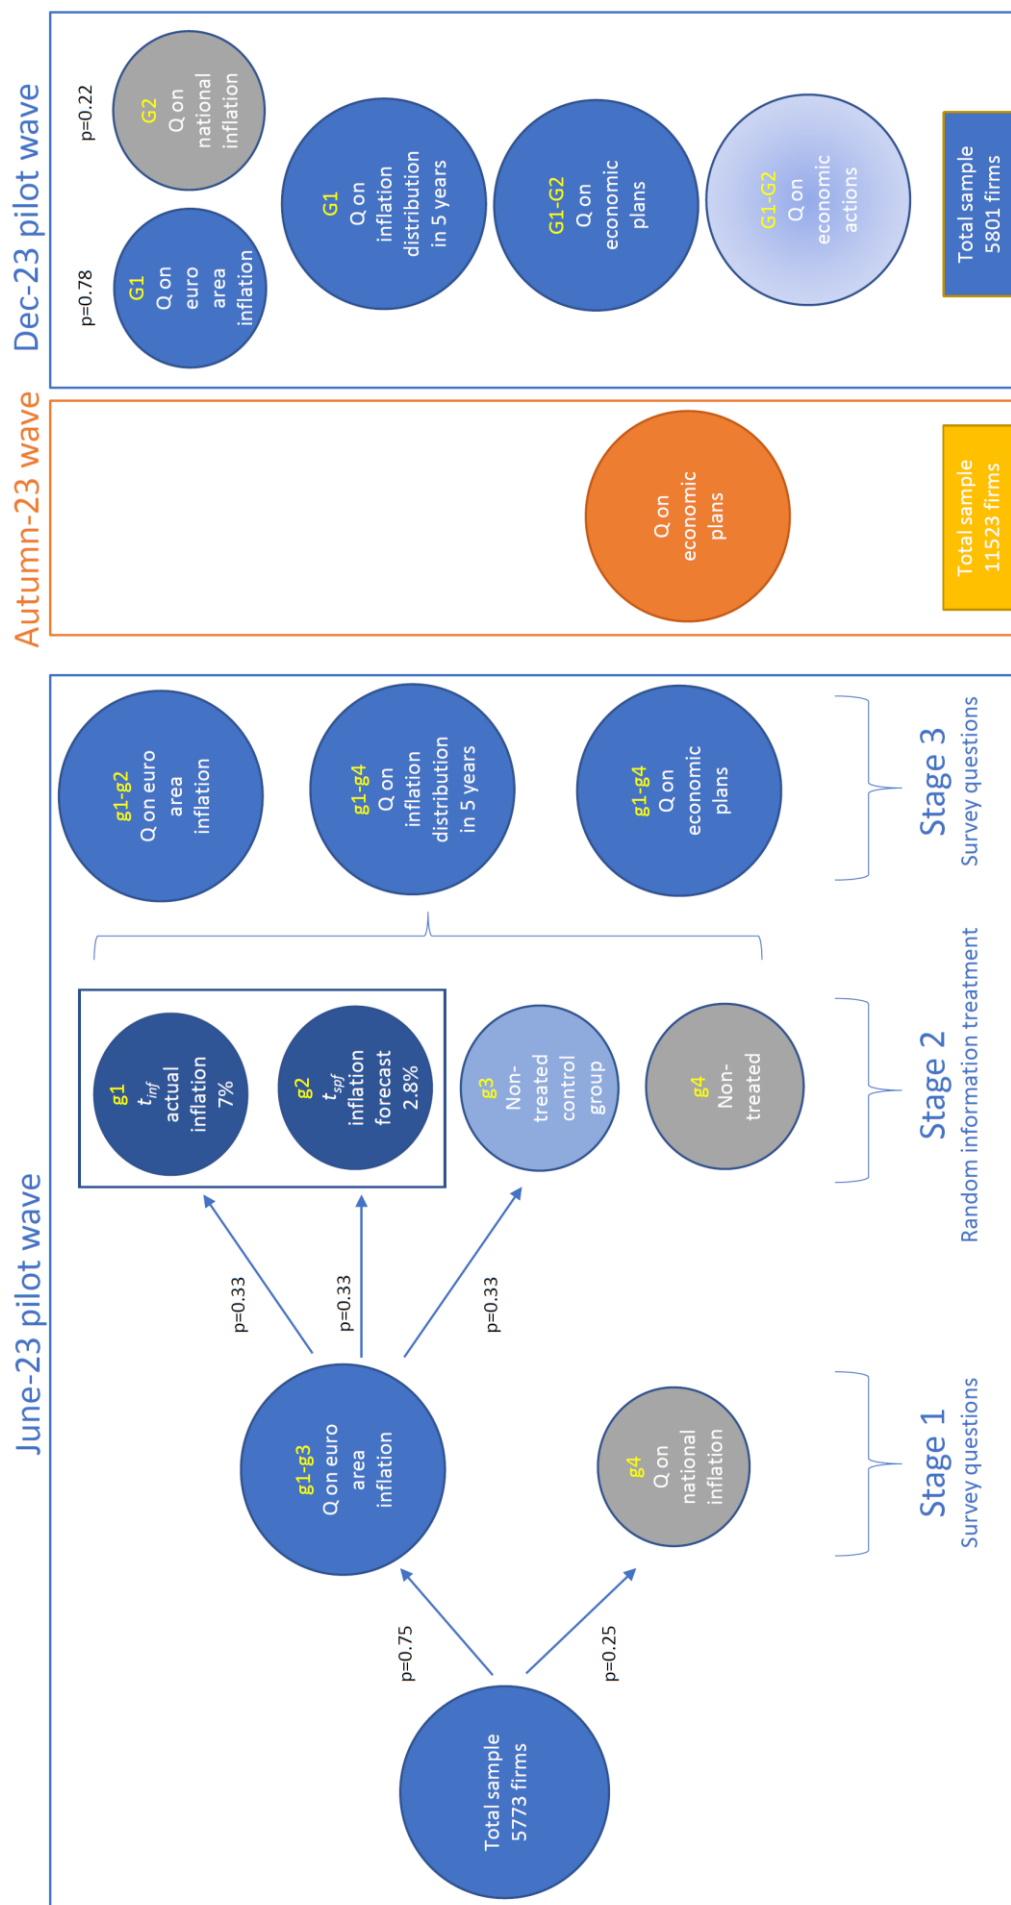 June-23 pilot wave
Total sample
5773 firms
p=0.75
p=0.25
g1-g3
Q on euro
area
inflation
g4
Q on
national
inflation
Stage 1
Survey questions
p=0.33
p=0.33
p=0.33
g1
tinf
actual
inflation
7%
g2
tspf
inflation
forecast
2.8%
g3
Non-
treated
control
group
g4
Non-
treated
Stage 2
Random information treatment
g1-g2
Q on euro
area
inflation
g1-g4
Q on
inflation
distribution
in 5 years
g1-g4
Q on
economic
plans
Stage 3
Survey questions
Autumn-23 wave
Q on
economic
plans
Total sample
11523 firms
Dec-23 pilot wave
p=0.78
p=0.22
G1
Q on
euro
area
inflation
G2
Q on
national
inflation
G1
Q on
inflation
distribution
in 5 years
G1-G2
Q on
economic
plans
G1-G2
Q on
economic
actions
Total sample
5801 firms